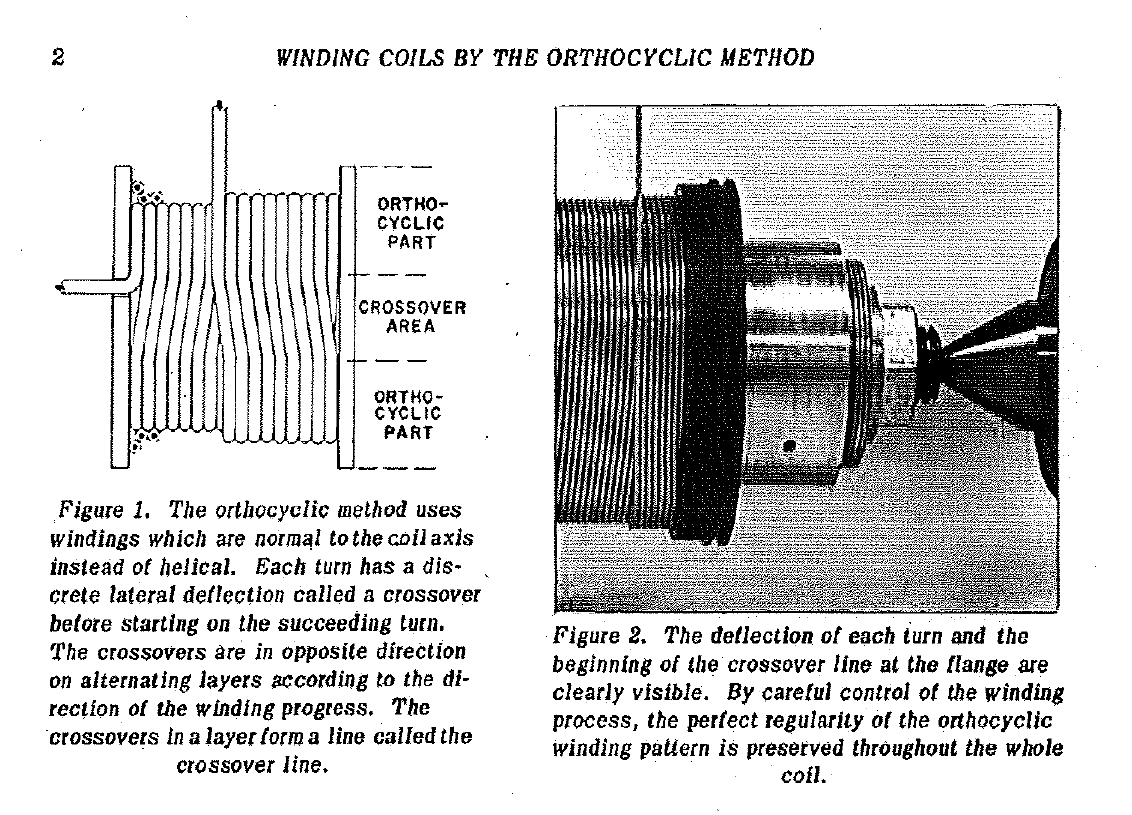 2
WINDING COILS BY THE ORTHOCYCLIC METHOD
ORTHO-
CYCLIC
PART
CROSSOVER
AREA
ORTHO-
CYCLIC
PART
Figure 1. The orthocyclic method uses
windings which are normal to the coil axis
instead of helical. Each turn has a dis-
crete lateral deflection called a crossover
before starting on the succeeding turn.
The crossovers are in opposite direction
on alternating layers according to the di-
rection of the winding progress. The
crossovers in a layer form a line called the
crossover line.
Figure 2. The deflection of each turn and the
beginning of the crossover line at the flange are
clearly visible. By careful control of the winding
process, the perfect regularity of the orthocyclic
winding pattern is preserved throughout the whole
coil.